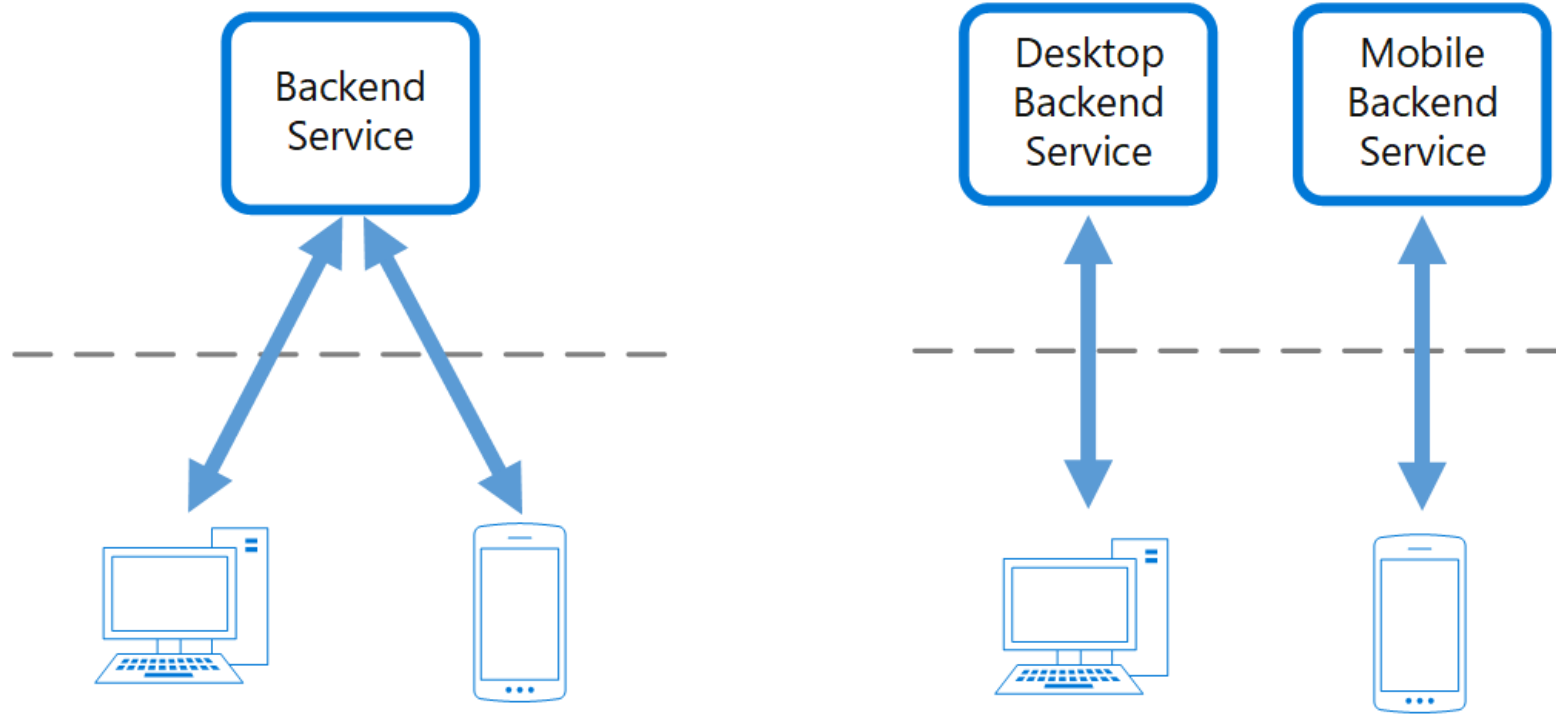 Backend
Service
Desktop
Backend
Service
Mobile
Backend
Service